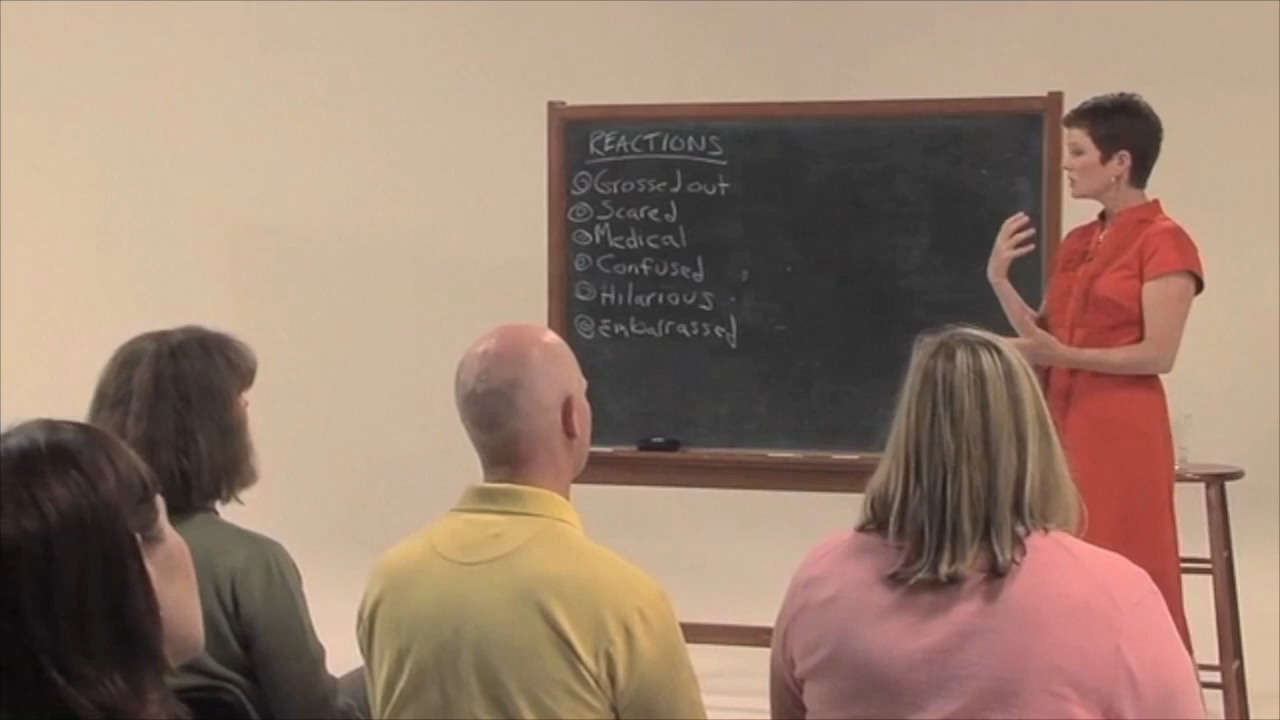 REACTIONS
Grossed out
Scared
Medical
Confused
Hilarious
Embarrassed